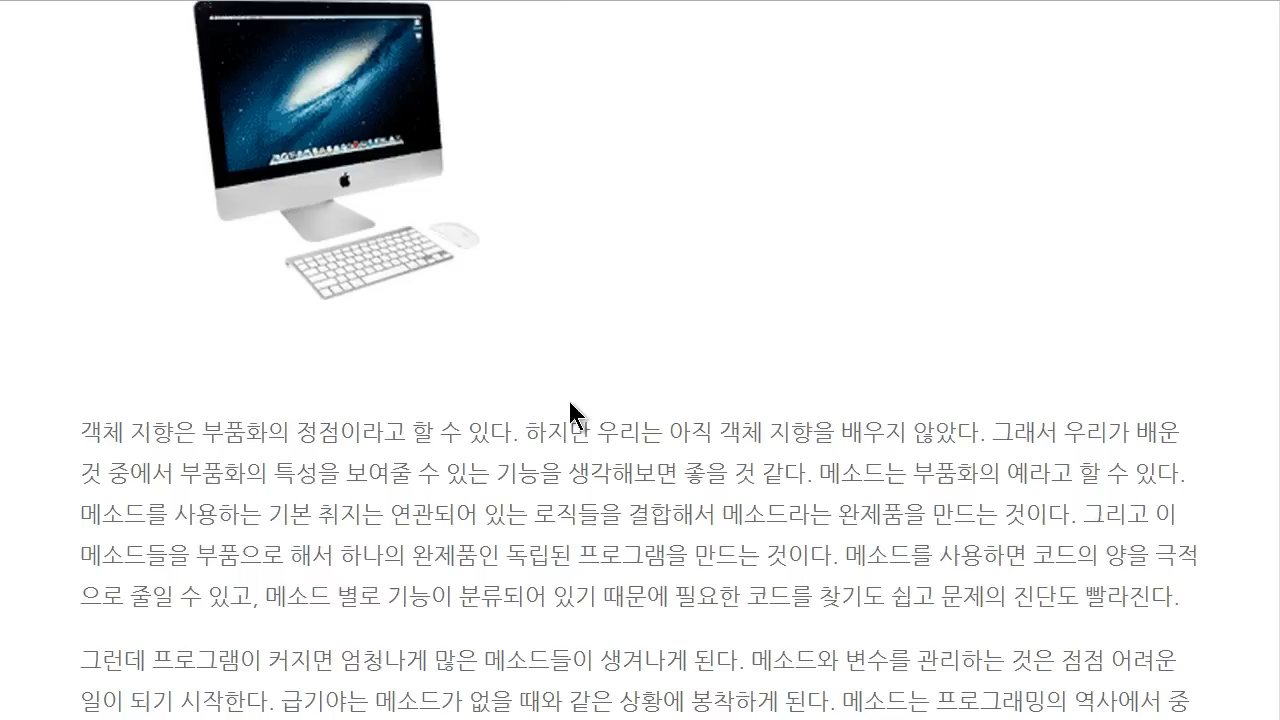 객체 지향은 부품화의 정점이라고 할 수 있다. 하지만 우리는 아직 객체 지향을 배우지 않았다. 그래서 우리가 배운
것 중에서 부품화의 특성을 보여줄 수 있는 기능을 생각해보면 좋을 것 같다. 메소드는 부품화의 예라고 할 수 있다.
메소드를 사용하는 기본 취지는 연관되어 있는 로직들을 결합해서 메소드라는 완제품을 만드는 것이다. 그리고 이
메소드들을 부품으로 해서 하나의 완제품인 독립된 프로그램을 만드는 것이다. 메소드를 사용하면 코드의 양을 극적
으로 줄일 수 있고, 메소드 별로 기능이 분류되어 있기 때문에 필요한 코드를 찾기도 쉽고 문제의 진단도 빨라진다.
그런데 프로그램이 커지면 엄청나게 많은 메소드들이 생겨나게 된다. 메소드와 변수를 관리하는 것은 점점 어려운
일이 되기 시작한다. 급기야는 메소드가 없을 때와 같은 상황에 봉착하게 된다. 메소드는 프로그래밍의 역사에서 중